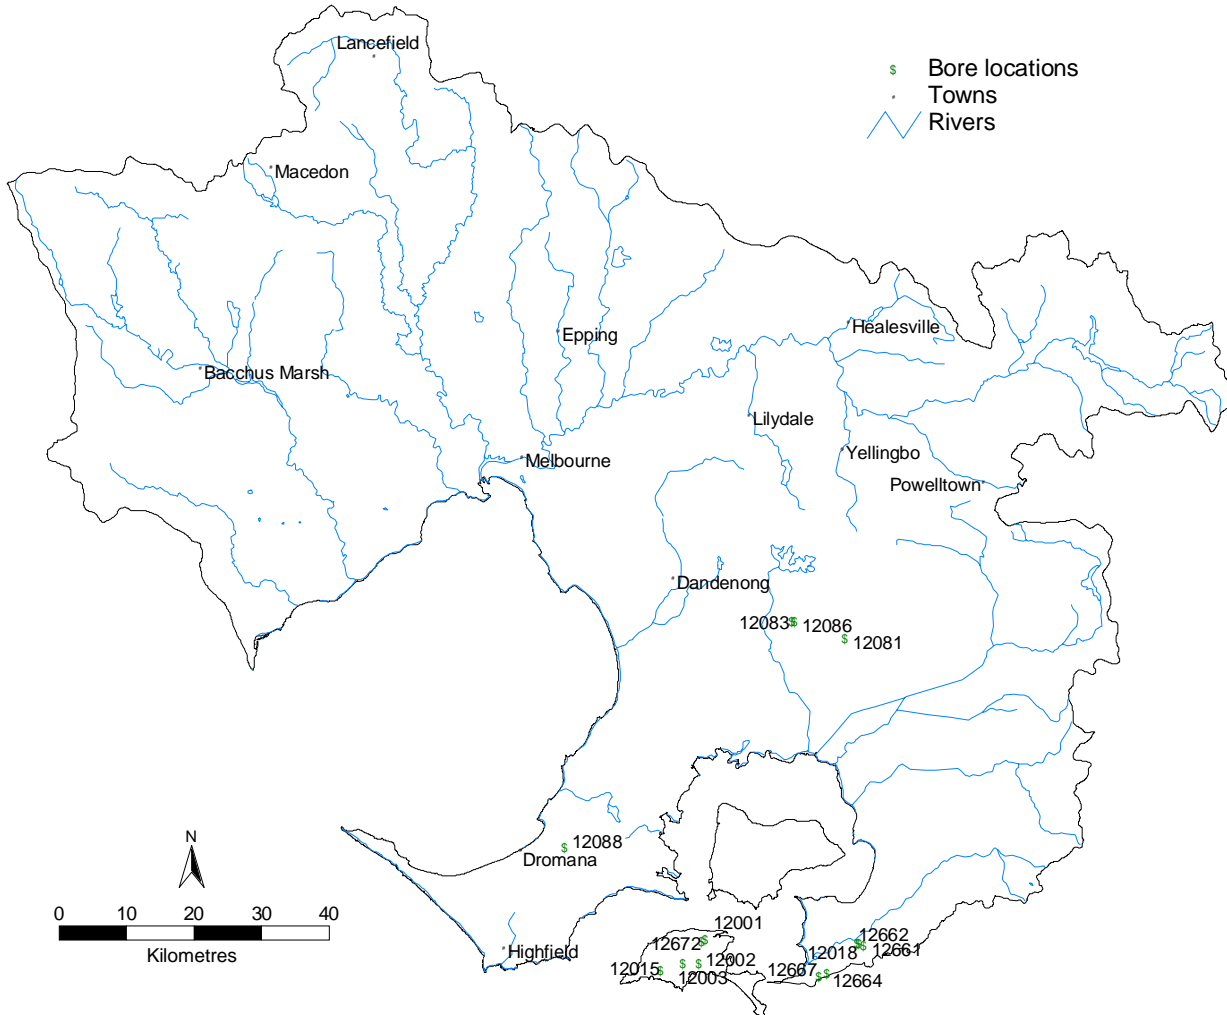 Lancefield
$ Bore locations
Towns
Rivers
Macedon
Healesville
Epping
Bacchus Marsh
Lilydale
Yellingbo
Melbourne
Powelltown
Dandenong
12083 $$ 12086
$ 12081
$ 12088
Dromana
N
0 10 20 30 40
Kilometres
Highfield
12001
12672 $$
12662
12018 $$ 12661
12002
12015 $ $ $
12003
12667 $ $ 12664